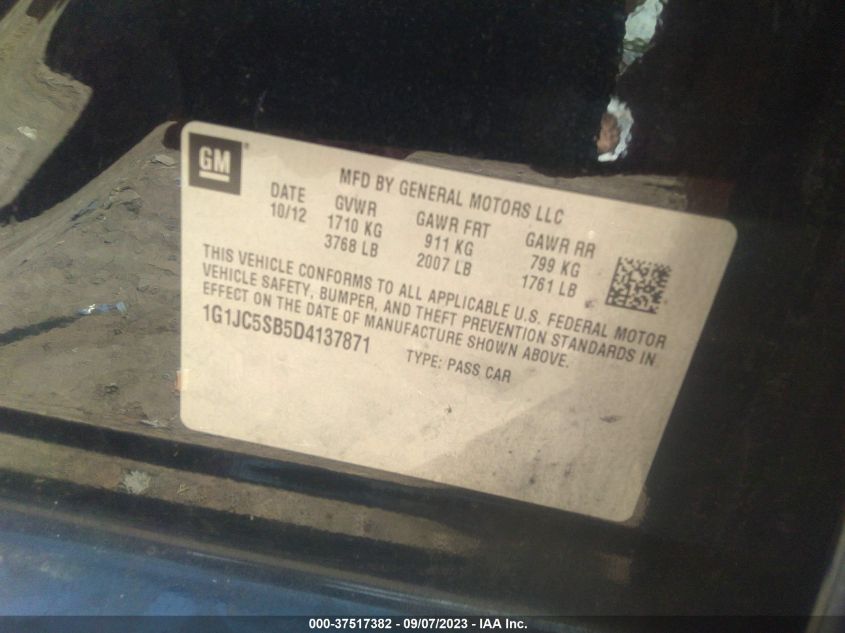 GM®
MFD BY GENERAL MOTORS LLC
DATE GVWR GAWR FRT GAWR RR
10/12 1710 KG 911 KG 799 KG
3768 LB 2007 LB 1761 LB
THIS VEHICLE CONFORMS TO ALL APPLICABLE U.S. FEDERAL MOTOR
VEHICLE SAFETY, BUMPER, AND THEFT PREVENTION STANDARDS IN
EFFECT ON THE DATE OF MANUFACTURE SHOWN ABOVE.
1G1JC5SB5D4137871 TYPE: PASS CAR
000-37517382 - 09/07/2023 - IAA Inc.